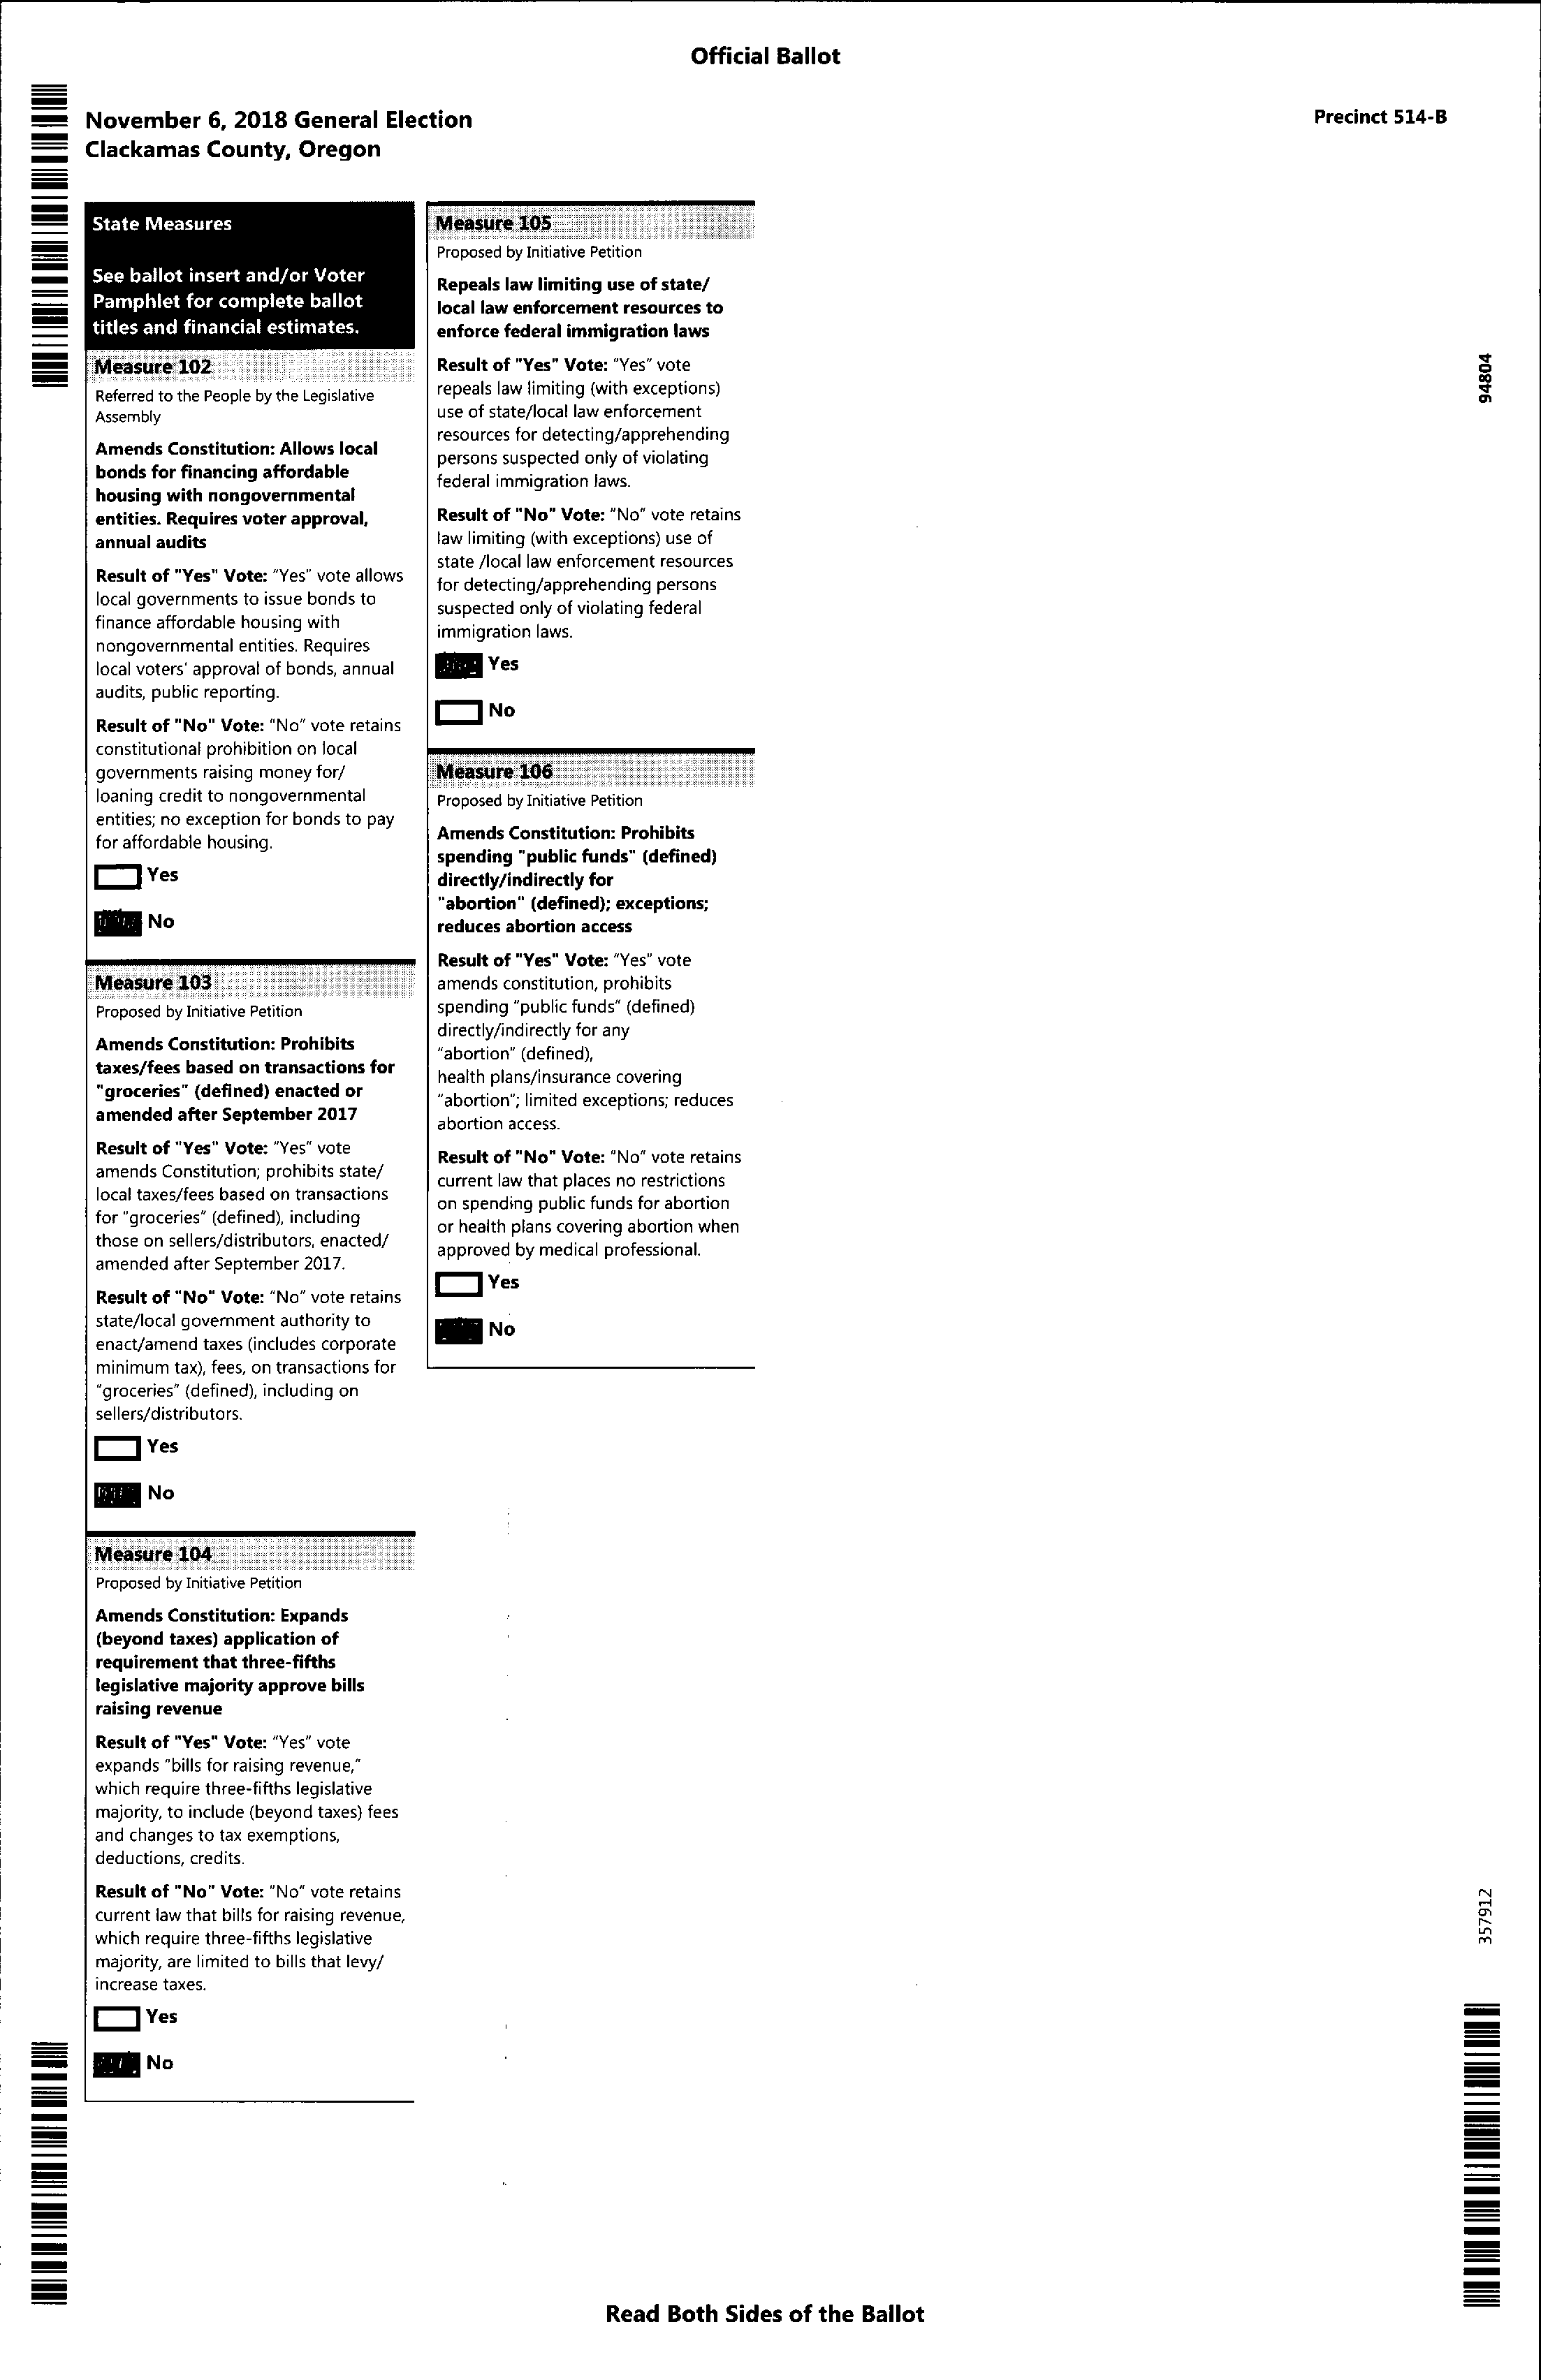 Official Ballot
November 6, 2018 General Election
Clackamas County, Oregon
Precinct 514-B
State Measures
See ballot insert and/or Voter
Pamphlet for complete ballot
titles and financial estimates.
Measure 102
Referred to the People by the Legislative
Assembly
Amends Constitution: Allows local
bonds for financing affordable
housing with nongovernmental
entities. Requires voter approval,
annual audits
Result of "Yes" Vote: "Yes" vote allows
local governments to issue bonds to
finance affordable housing with
nongovernmental entities. Requires
local voters' approval of bonds, annual
audits, public reporting.
Result of "No" Vote: "No" vote retains
constitutional prohibition on local
governments raising money for/
loaning credit to nongovernmental
entities; no exception for bonds to pay
for affordable housing.
Yes
No
Measure 103
Proposed by Initiative Petition
Amends Constitution: Prohibits
taxes/fees based on transactions for
"groceries" (defined) enacted or
amended after September 2017
Result of "Yes" Vote: "Yes" vote
amends Constitution; prohibits state/
local taxes/fees based on transactions
for "groceries" (defined), including
those on sellers/distributors, enacted/
amended after September 2017.
Result of "No" Vote: "No" vote retains
state/local government authority to
enact/amend taxes (includes corporate
minimum tax), fees, on transactions for
"groceries" (defined), including on
sellers/distributors.
Yes
No
Measure 104
Proposed by Initiative Petition
Amends Constitution: Expands
(beyond taxes) application of
requirement that three-fifths
legislative majority approve bills
raising revenue
Result of "Yes" Vote: "Yes" vote
expands "bills for raising revenue,"
which require three-fifths legislative
majority, to include (beyond taxes) fees
and changes to tax exemptions,
deductions, credits.
Result of "No" Vote: "No" vote retains
current law that bills for raising revenue,
which require three-fifths legislative
majority, are limited to bills that levy/
increase taxes.
Yes
No
Measure 105
Proposed by Initiative Petition
Repeals law limiting use of state/
local law enforcement resources to
enforce federal immigration laws
Result of "Yes" Vote: "Yes" vote
repeals law limiting (with exceptions)
use of state/local law enforcement
resources for detecting/apprehending
persons suspected only of violating
federal immigration laws.
Result of "No" Vote: "No" vote retains
law limiting (with exceptions) use of
state /local law enforcement resources
for detecting/apprehending persons
suspected only of violating federal
immigration laws.
Yes
No
Measure 106
Proposed by Initiative Petition
Amends Constitution: Prohibits
spending "public funds" (defined)
directly/indirectly for
"abortion" (defined); exceptions;
reduces abortion access
Result of "Yes" Vote: "Yes" vote
amends constitution, prohibits
spending "public funds" (defined)
directly/indirectly for any
"abortion" (defined),
health plans/insurance covering
"abortion"; limited exceptions; reduces
abortion access.
Result of "No" Vote: "No" vote retains
current law that places no restrictions
on spending public funds for abortion
or health plans covering abortion when
approved by medical professional.
Yes
No
94804
357912
Read Both Sides of the Ballot